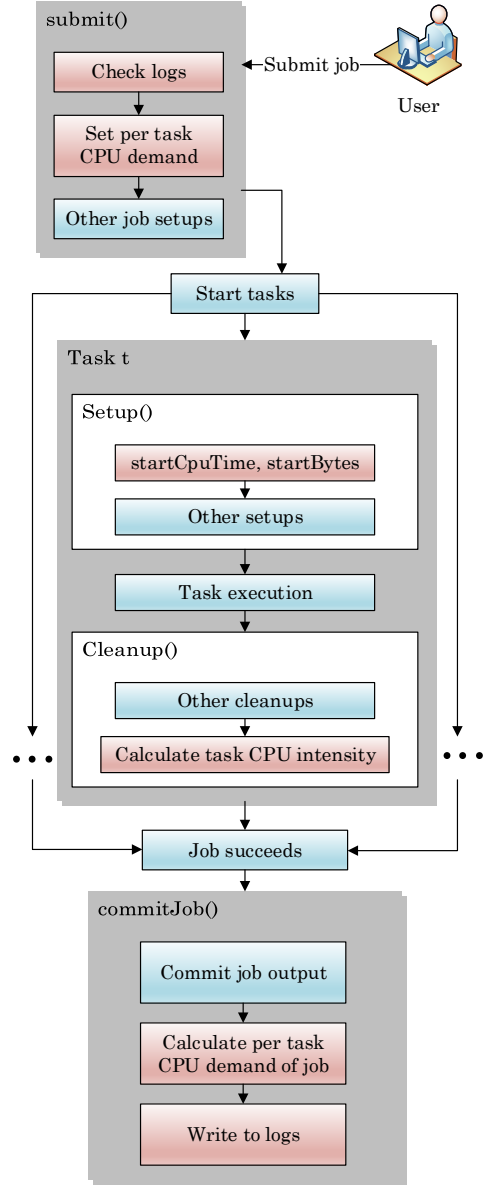 submit()
Submit job
User
Check logs
Set per task
CPU demand
Other job setups
Start tasks
Task t
Setup()
startCpuTime, startBytes
Other setups
Task execution
Cleanup()
Other cleanups
Calculate task CPU intensity
Job succeeds
commitJob()
Commit job output
Calculate per task
CPU demand of job
Write to logs